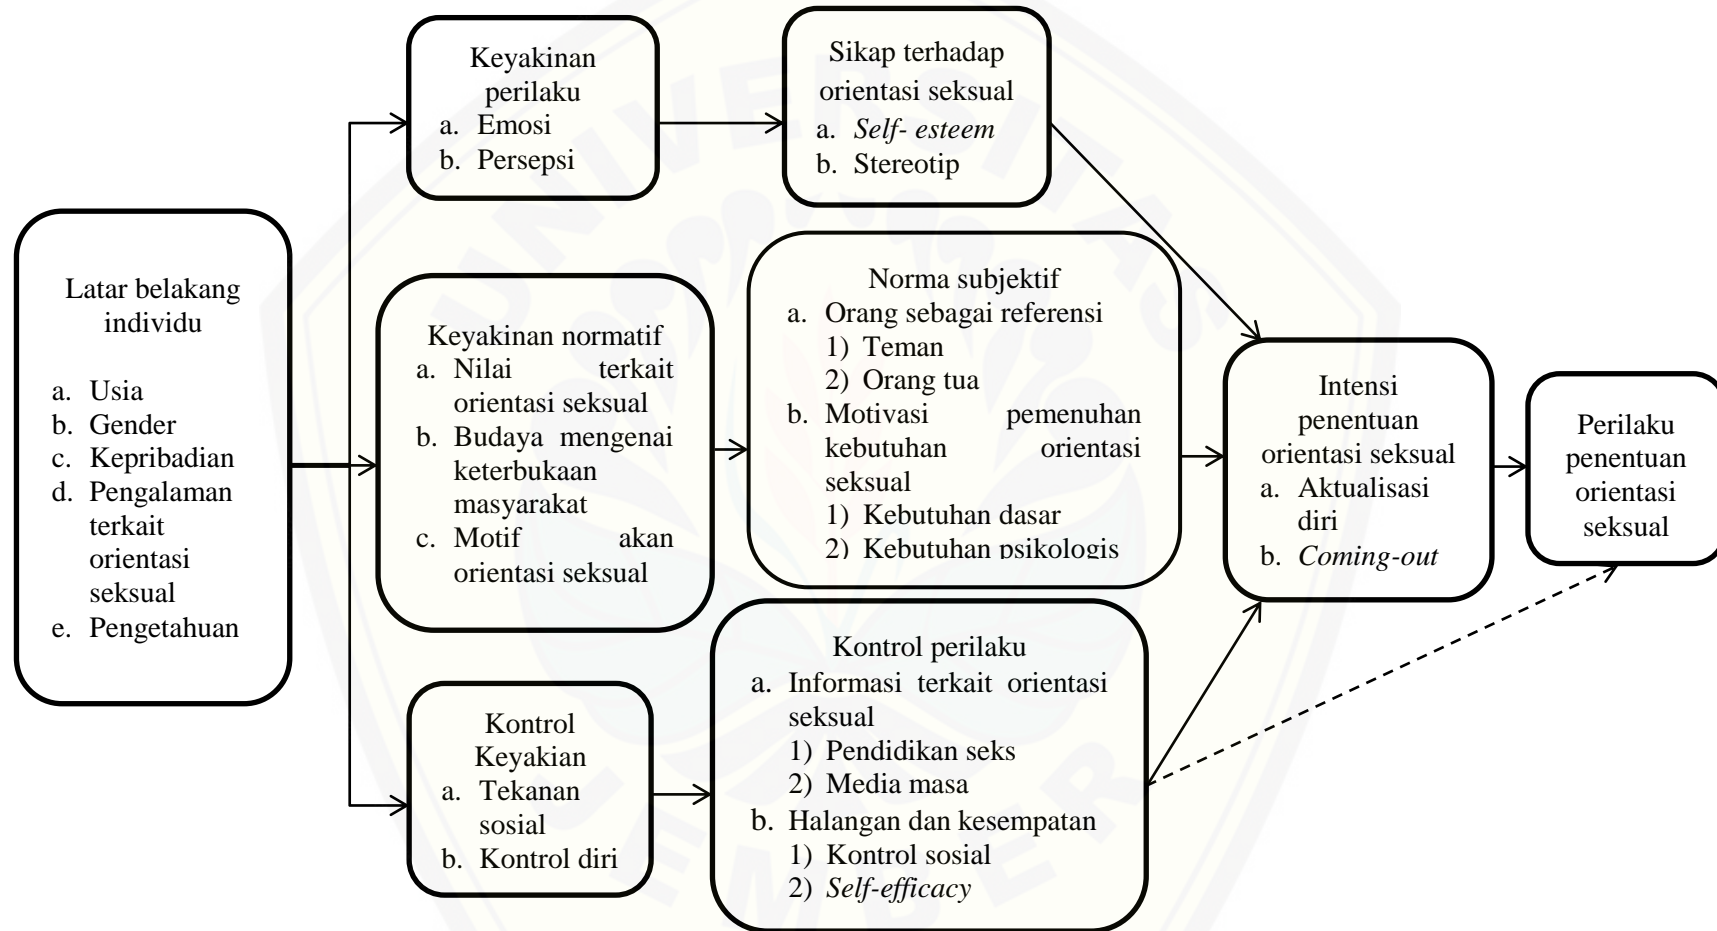 Keyakinan
perilaku
a. Emosi
b. Persepsi
Sikap terhadap
orientasi seksual
a. Self- esteem
b. Stereotip
Latar belakang
individu
a. Usia
b. Gender
c. Kepribadian
d. Pengalaman
terkait
orientasi
seksual
e. Pengetahuan
Keyakinan normatif
a. Nilai terkait
orientasi seksual
b. Budaya mengenai
keterbukaan
masyarakat
c. Motif akan
orientasi seksual
Norma subjektif
a. Orang sebagai referensi
1) Teman
2) Orang tua
b. Motivasi pemenuhan
kebutuhan orientasi
seksual
1) Kebutuhan dasar
2) Kebutuhan psikologis
Intensi
penentuan
orientasi seksual
a. Aktualisasi
diri
b. Coming-out
Perilaku
penentuan
orientasi
seksual
Kontrol
Keyakian
a. Tekanan
sosial
b. Kontrol diri
Kontrol perilaku
a. Informasi terkait orientasi
seksual
1) Pendidikan seks
2) Media masa
b. Halangan dan kesempatan
1) Kontrol sosial
2) Self-efficacy
UNIVERSITAS
JEMBER